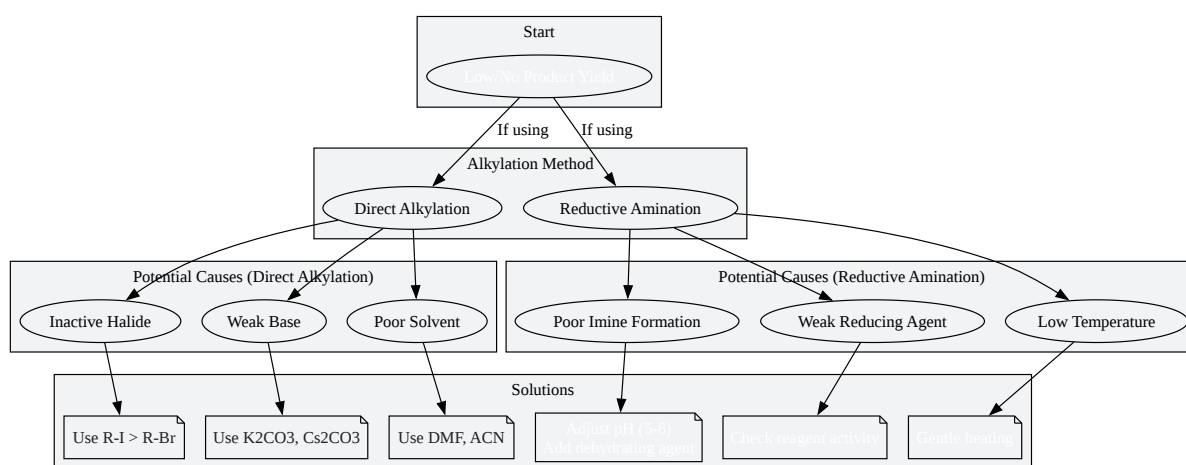 Start
Low/No Product Yield
If using
If using
Alkylation Method
Direct Alkylation
Reductive Amination
Potential Causes (Direct Alkylation)
Potential Causes (Reductive Amination)
Inactive Halide
Weak Base
Poor Solvent
Poor Imine Formation
Weak Reducing Agent
Low Temperature
Solutions
Use R-I > R-Br
Use K2CO3, Cs2CO3
Use DMF, ACN
Adjust pH (5-6)
Add dehydrating agent
Check reagent activity
Gentle heating